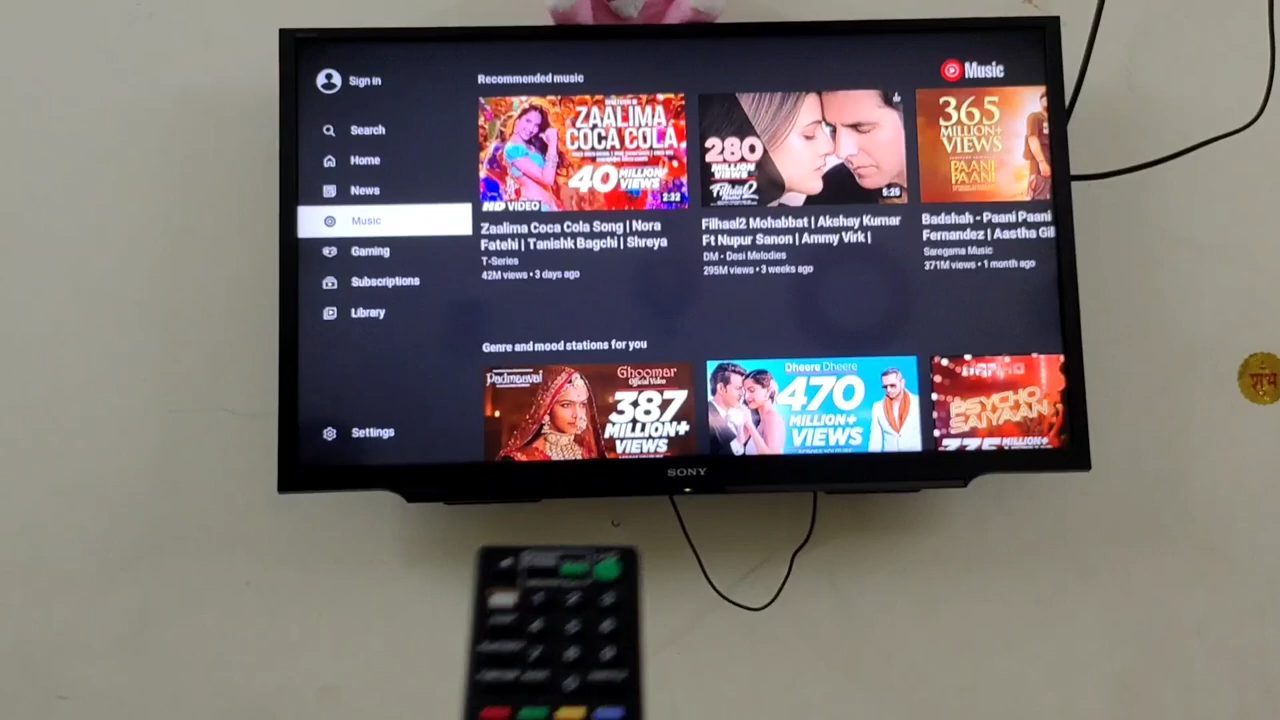 Sign in
Search
Home
News
Music
Gaming
Subscriptions
Library
Settings
Music
Recommended music
ZAALIMA
COCA COLA
40 MILLION+
VIEWS
HD VIDEO
2:32
Zaalima Coca Cola Song | Nora
Fatehi | Tanishk Bagchi | Shreya
T-Series
42M views • 3 days ago
280
MILLION
VIEWS
Filhaal2
5:25
Filhaal2 Mohabbat | Akshay Kumar
Ft Nupur Sanon | Ammy Virk |
DM - Desi Melodies
295M views • 3 weeks ago
365
MILLION+
VIEWS
PAANI
PAANI
Badshah - Paani Paani
Fernandez | Aastha Gil
Saregama Music
371M views • 1 month ago
Genre and mood stations for you
Padmaavat
Ghoomar
Official Video
387
MILLION+
VIEWS
Dheere Dheere
470
MILLION+
VIEWS
PSYCHO
SAIYAAN
MILLION+
SONY
शुभ